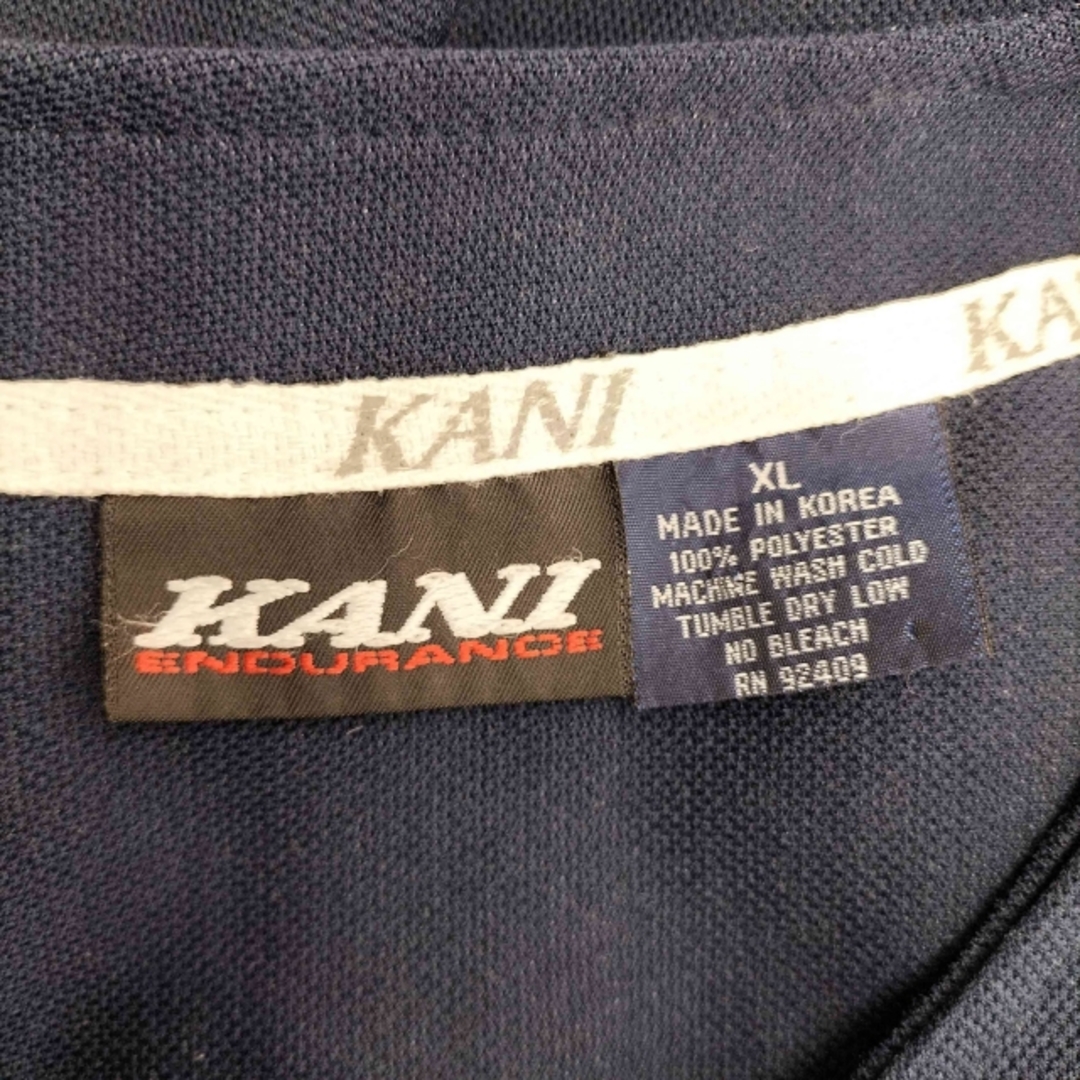 KANI
KA
KANI
ENDURANCE
XL
MADE IN KOREA
100% POLYESTER
MACHINE WASH COLD
TUMBLE DRY LOW
NO BLEACH
RN 92409